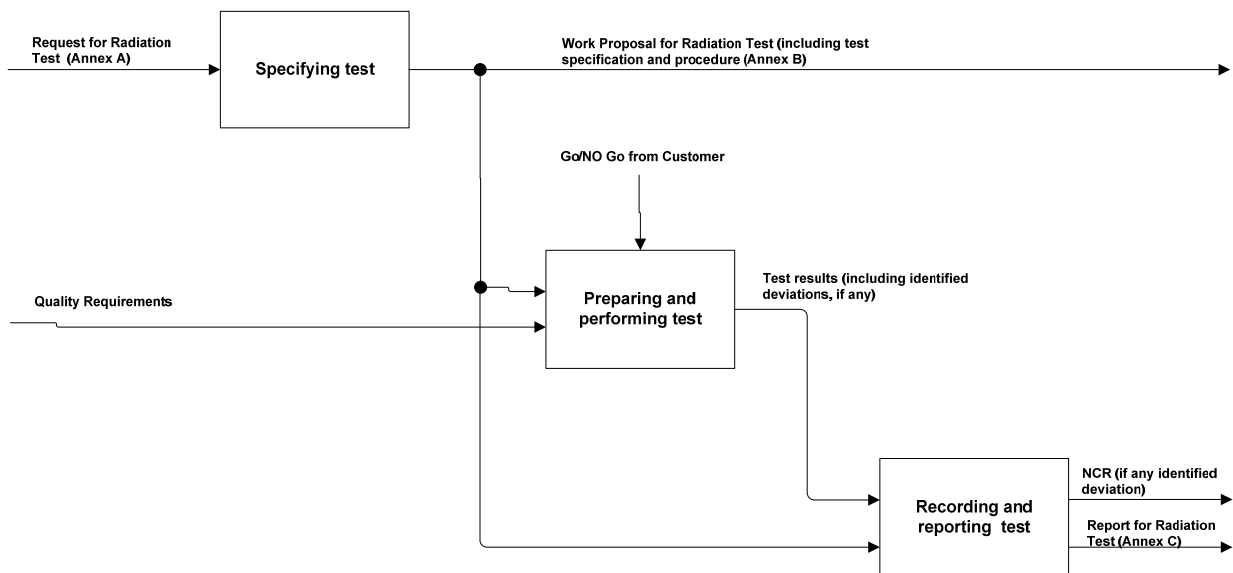 Request for Radiation
Test (Annex A)
Specifying test
Work Proposal for Radiation Test (including test
specification and procedure (Annex B)
Go/NO Go from Customer
Quality Requirements
Preparing and
performing test
Test results (including identified
deviations, if any)
Recording and
reporting test
NCR (if any identified
deviation)
Report for Radiation
Test (Annex C)